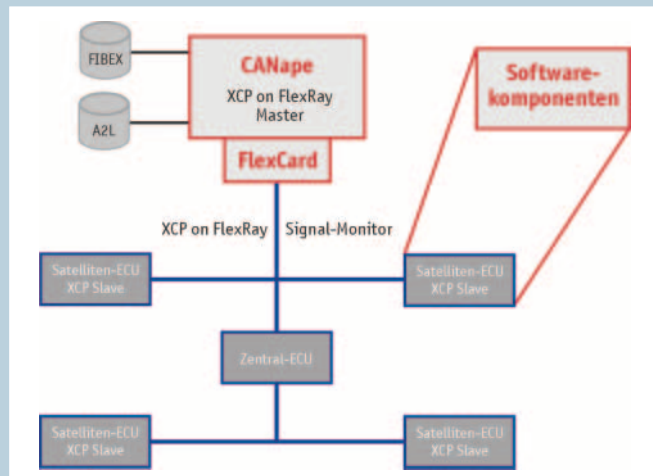 FIBEX
A2L
CANape
XCP on FlexRay
Master
FlexCard
Software-
komponenten
XCP on FlexRay
Signal-Monitor
Satelliten-ECU
XCP Slave
Satelliten-ECU
XCP Slave
Zentral-ECU
Satelliten-ECU
XCP Slave
Satelliten-ECU
XCP Slave